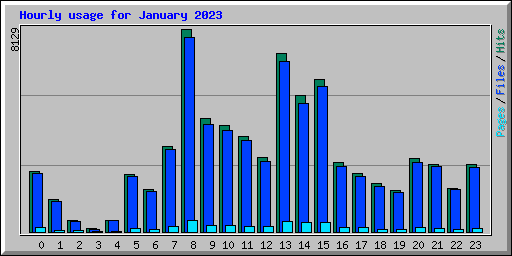 Hourly usage for January 2023
8129
Pages/Files/Hits
0 1 2 3 4 5 6 7 8 9 10 11 12 13 14 15 16 17 18 19 20 21 22 23